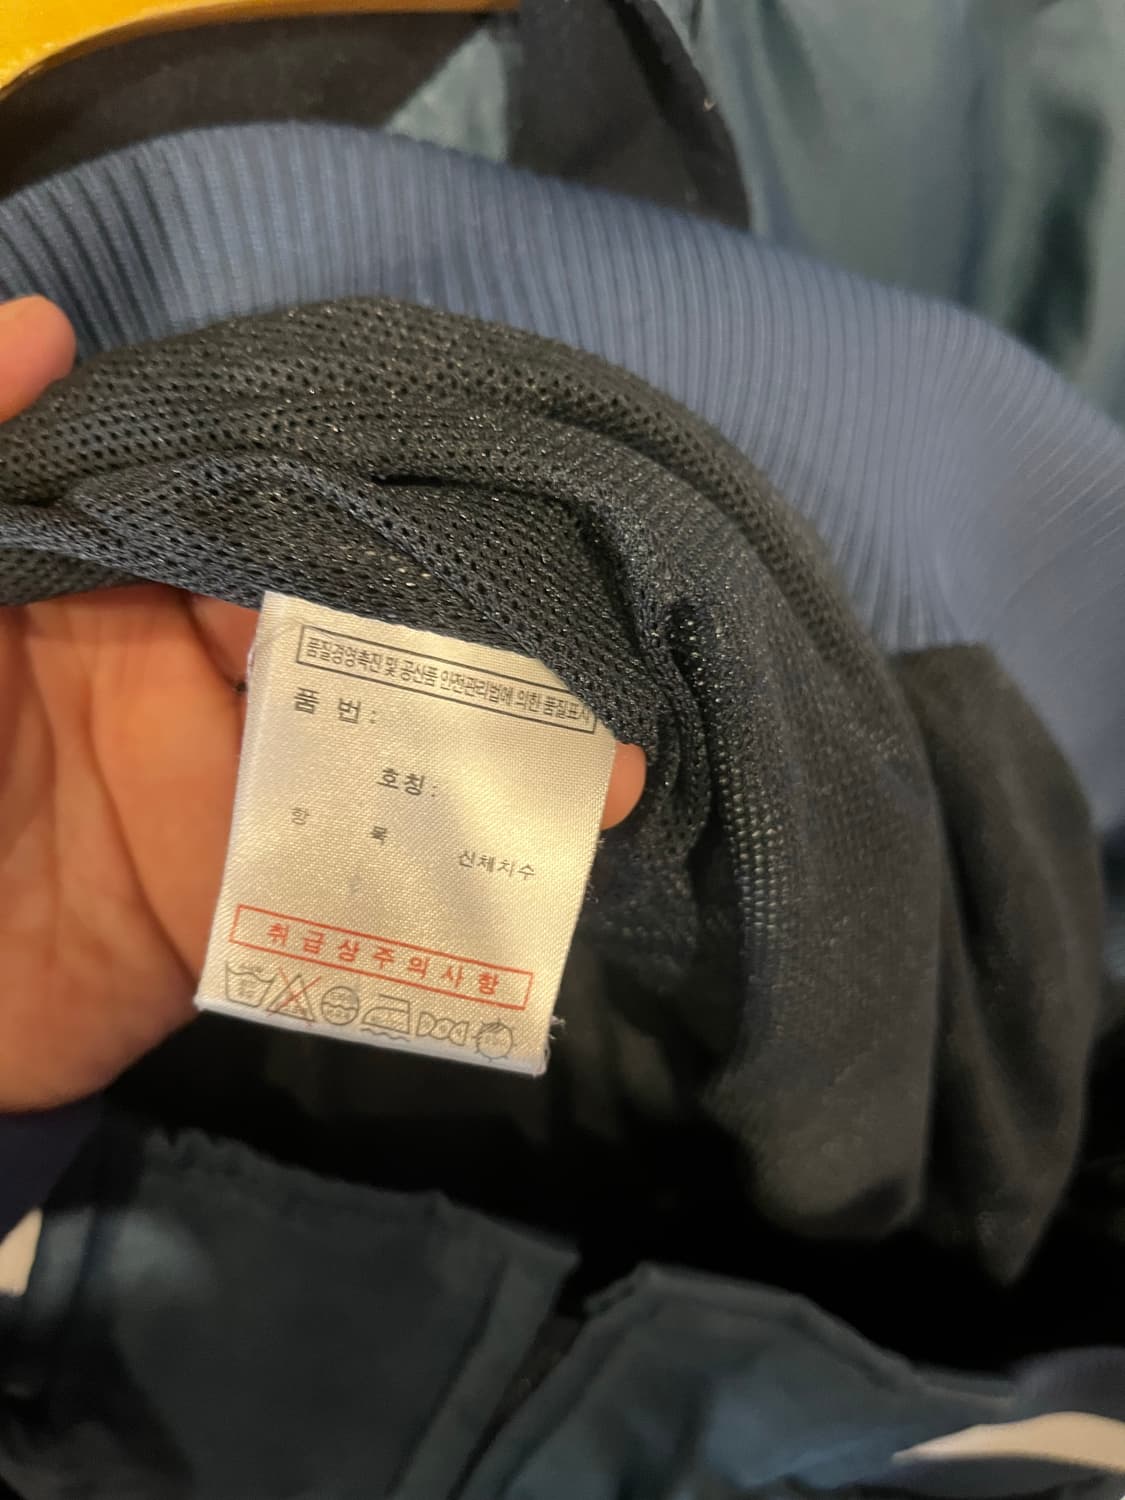 품질경영촉진 및 공산품 안전관리법에 의한 품질표시
품 번 :
호칭 :
항 목
신체치수
취급상주의사항